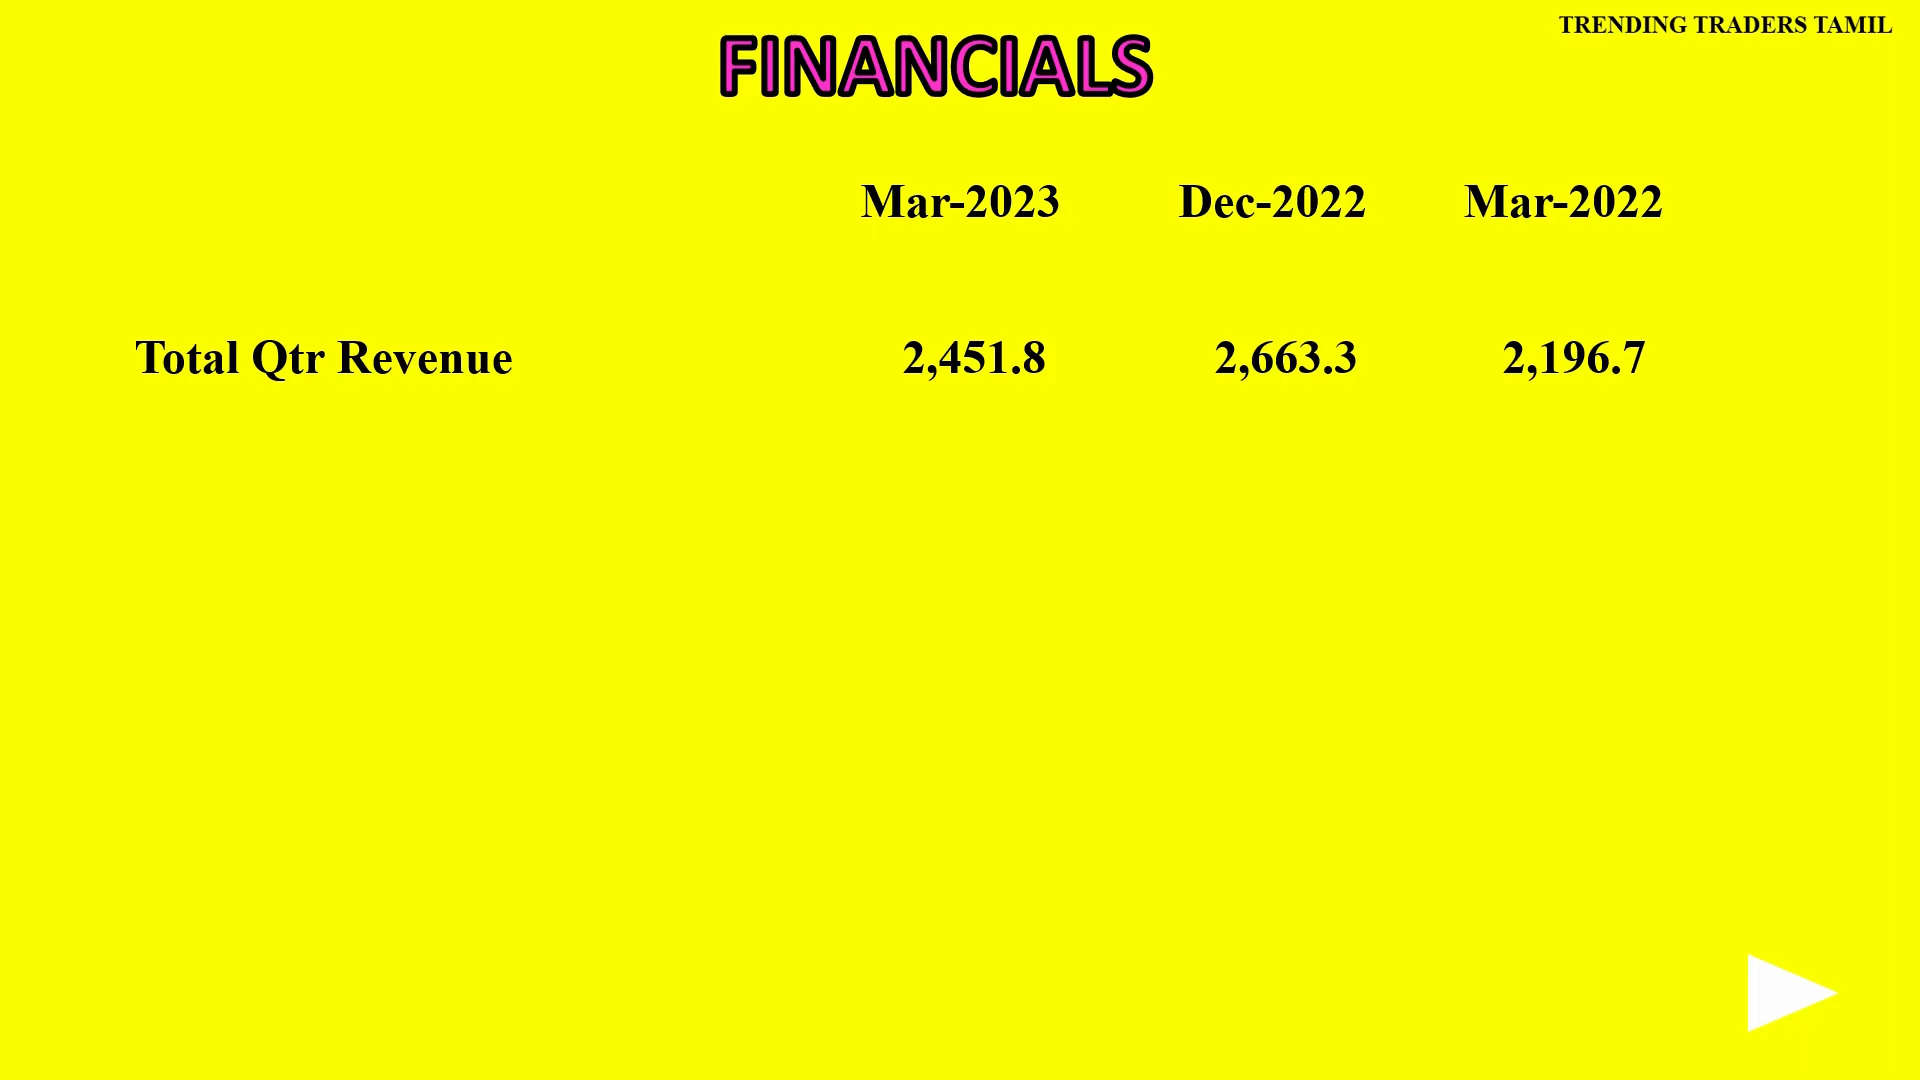 TRENDING TRADERS TAMIL
FINANCIALS
Mar-2023 Dec-2022 Mar-2022
Total Qtr Revenue 2,451.8 2,663.3 2,196.7